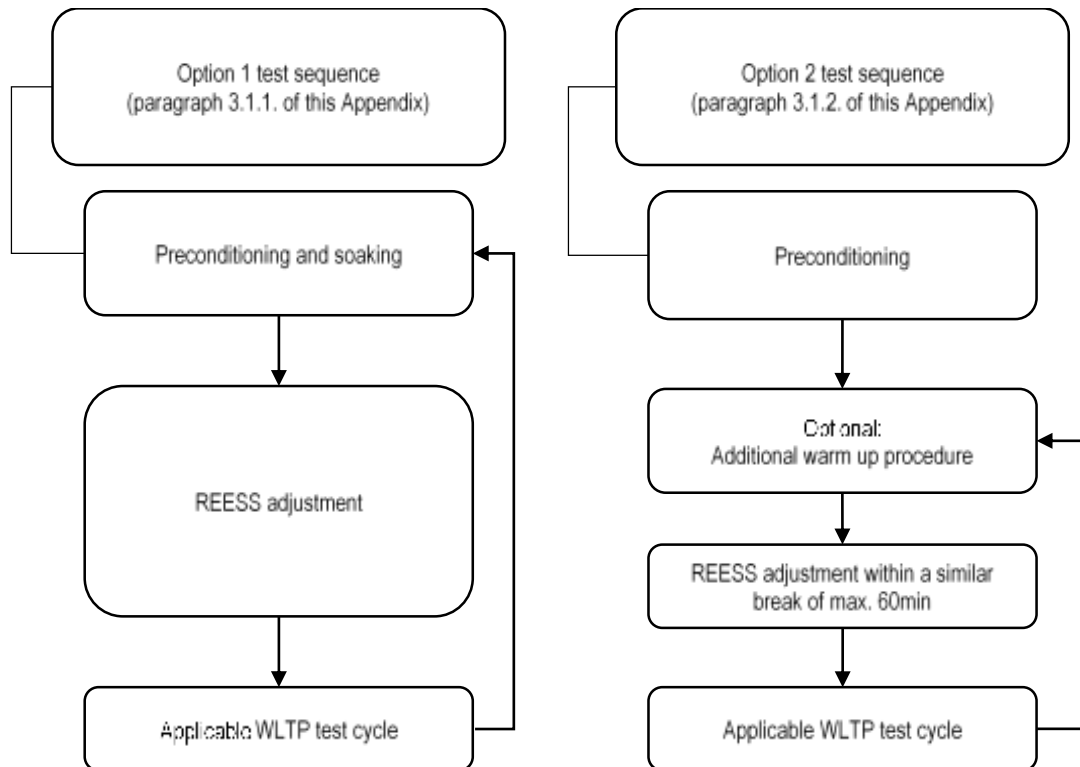 Option 1 test sequence
(paragraph 3.1.1. of this Appendix)
Preconditioning and soaking
REESS adjustment
Applicable WLTP test cycle
Option 2 test sequence
(paragraph 3.1.2. of this Appendix)
Preconditioning
Optional:
Additional warm up procedure
REESS adjustment within a similar
break of max. 60min
Applicable WLTP test cycle